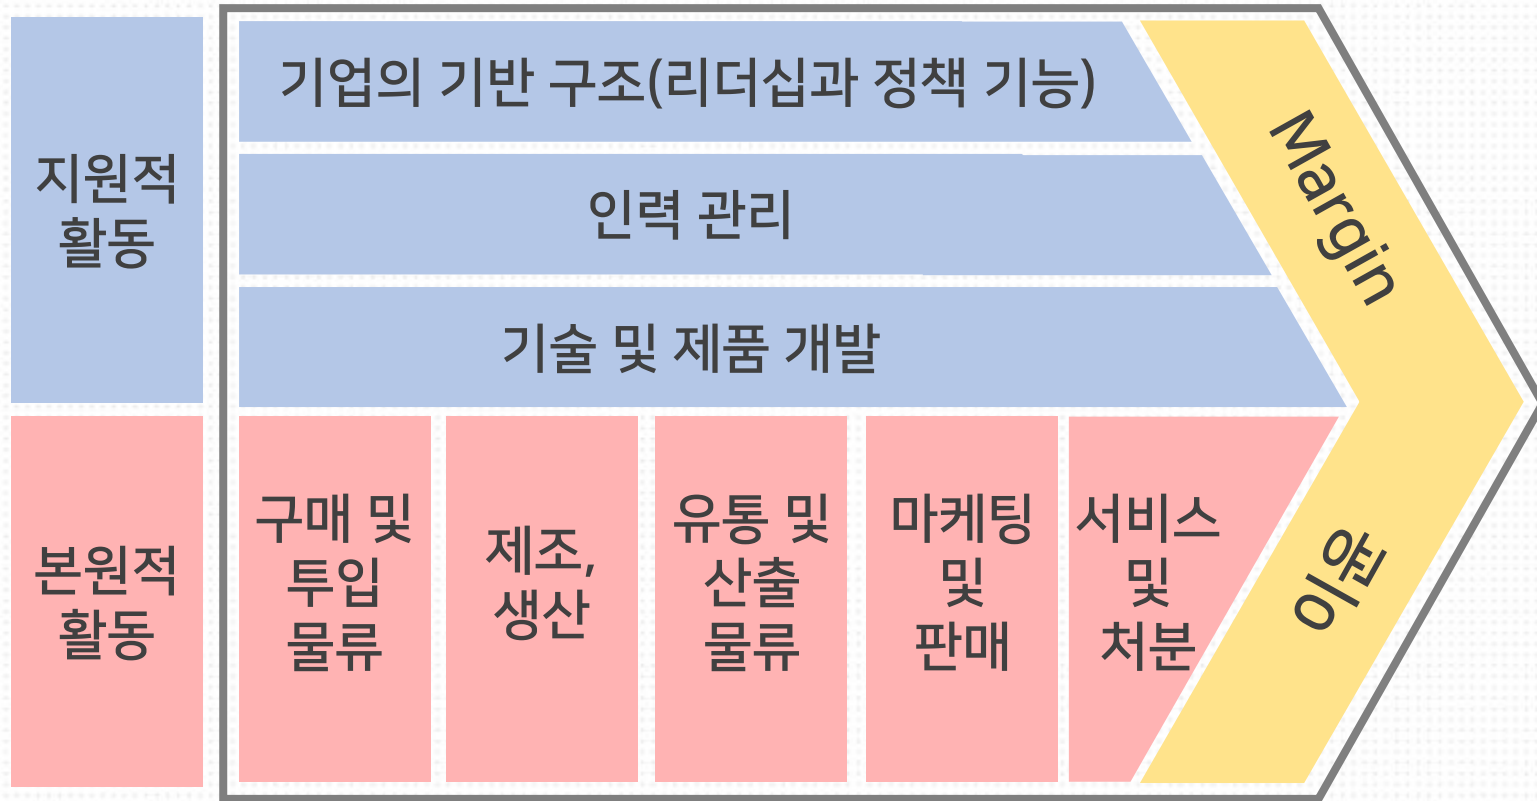 지원적
활동
기업의 기반 구조(리더십과 정책 기능)
인력 관리
기술 및 제품 개발
Margin
본원적
활동
구매 및
투입
물류
제조,
생산
유통 및
산출
물류
마케팅
및
판매
서비스
및
처분
이윤